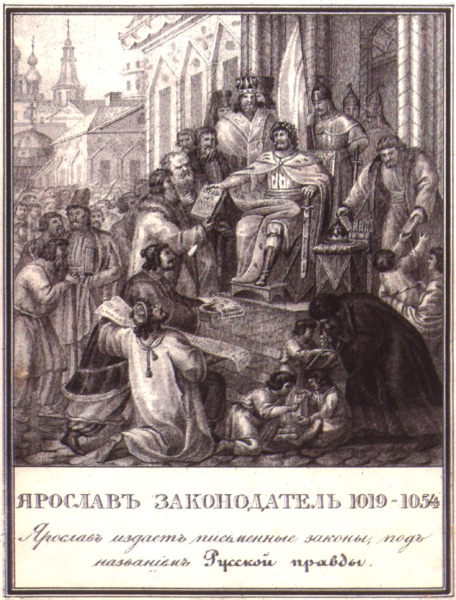 ЯРОСЛАВЪ ЗАКОНОДАТЕЛЬ 1019 - 1054
Ярославъ издаетъ письменные законы, подъ
названіемъ Русской правды.